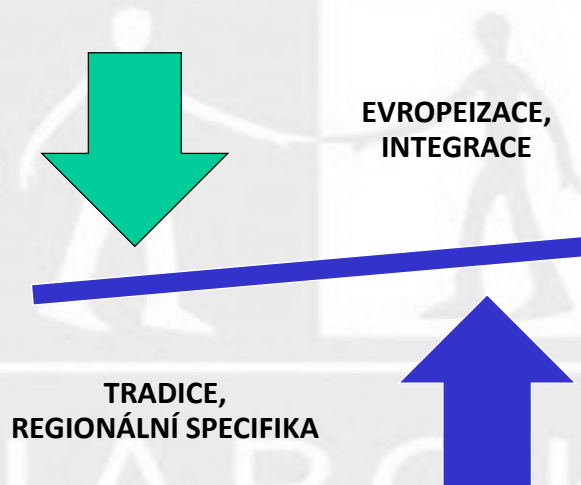 EVROPEIZACE,
INTEGRACE
TRADICE,
REGIONÁLNÍ SPECIFIKA